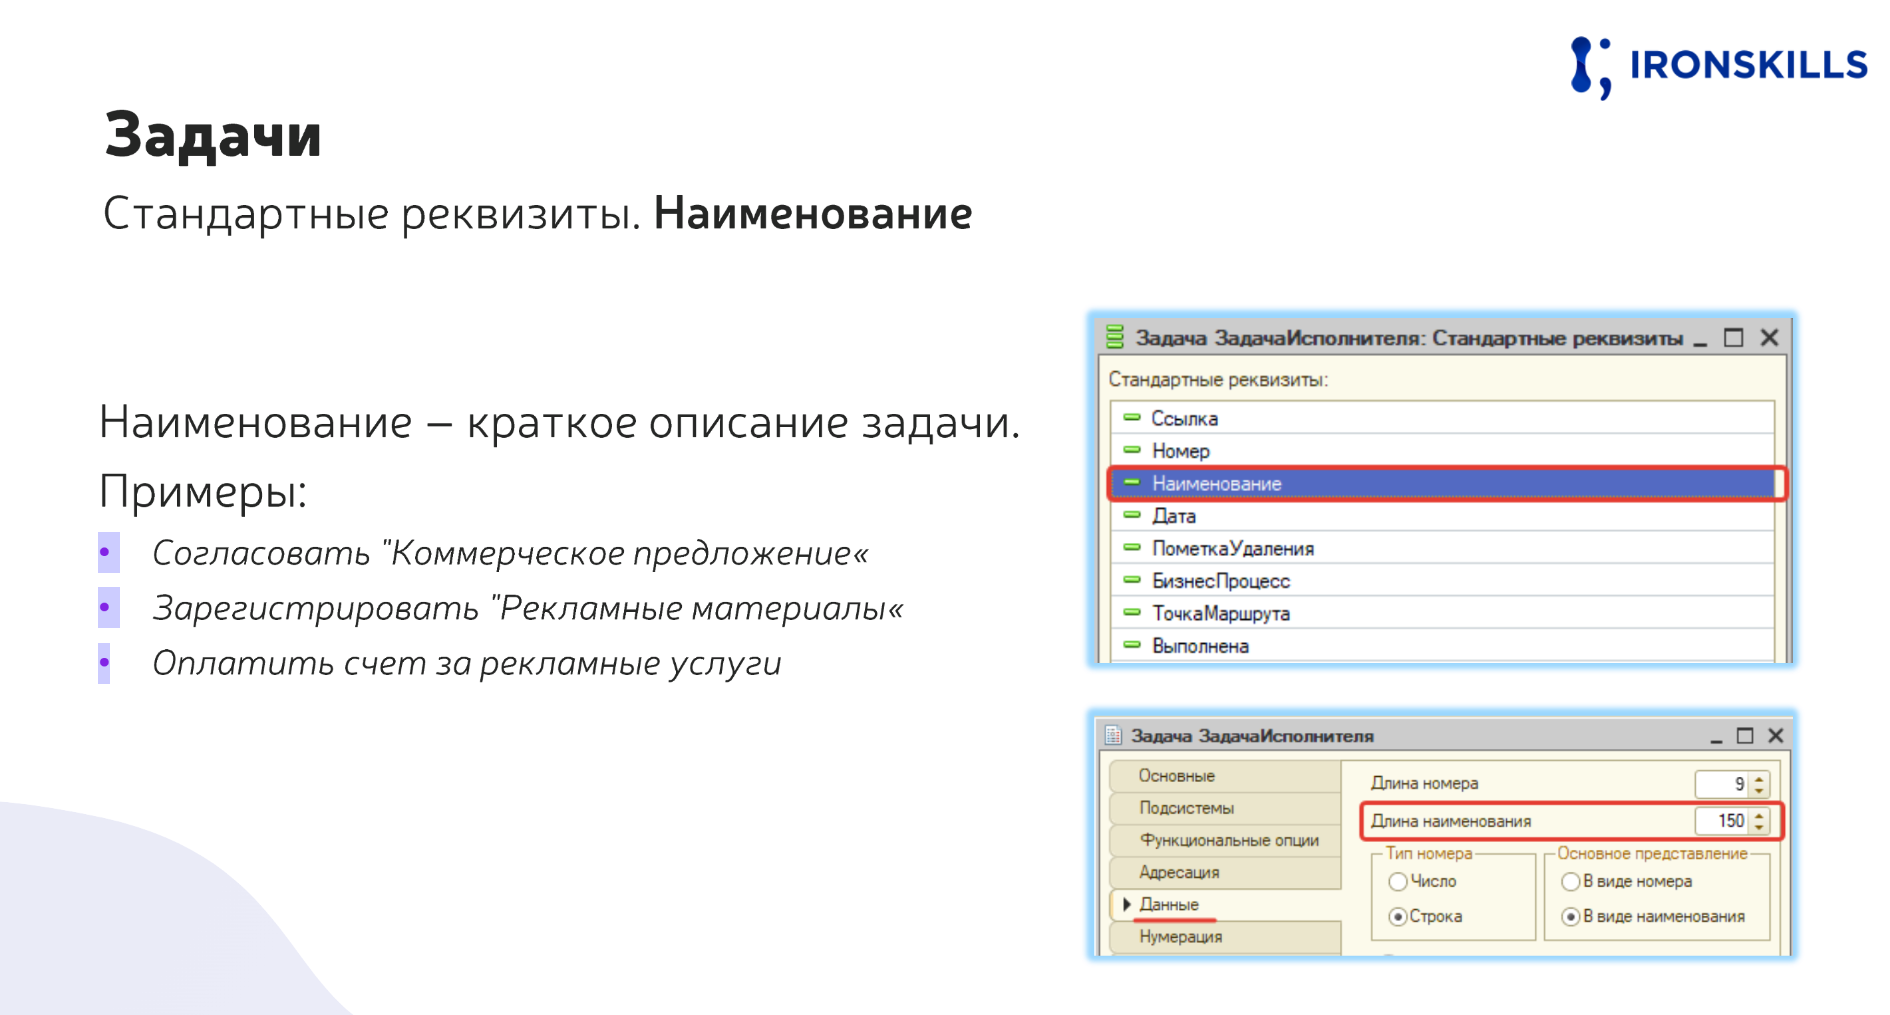 IRONSKILLS
Задачи
Стандартные реквизиты. Наименование
Наименование – краткое описание задачи.
Примеры:
• Согласовать "Коммерческое предложение«
• Зарегистрировать "Рекламные материалы«
• Оплатить счет за рекламные услуги
Задача ЗадачаИсполнителя: Стандартные реквизиты
Стандартные реквизиты:
Ссылка
Номер
Наименование
Дата
ПометкаУдаления
БизнесПроцесс
ТочкаМаршрута
Выполнена
Задача ЗадачаИсполнителя
Основные
Подсистемы
Функциональные опции
Адресация
Данные
Нумерация
Длина номера 9
Длина наименования 150
Тип номера
Число
Строка
Основное представление
В виде номера
В виде наименования